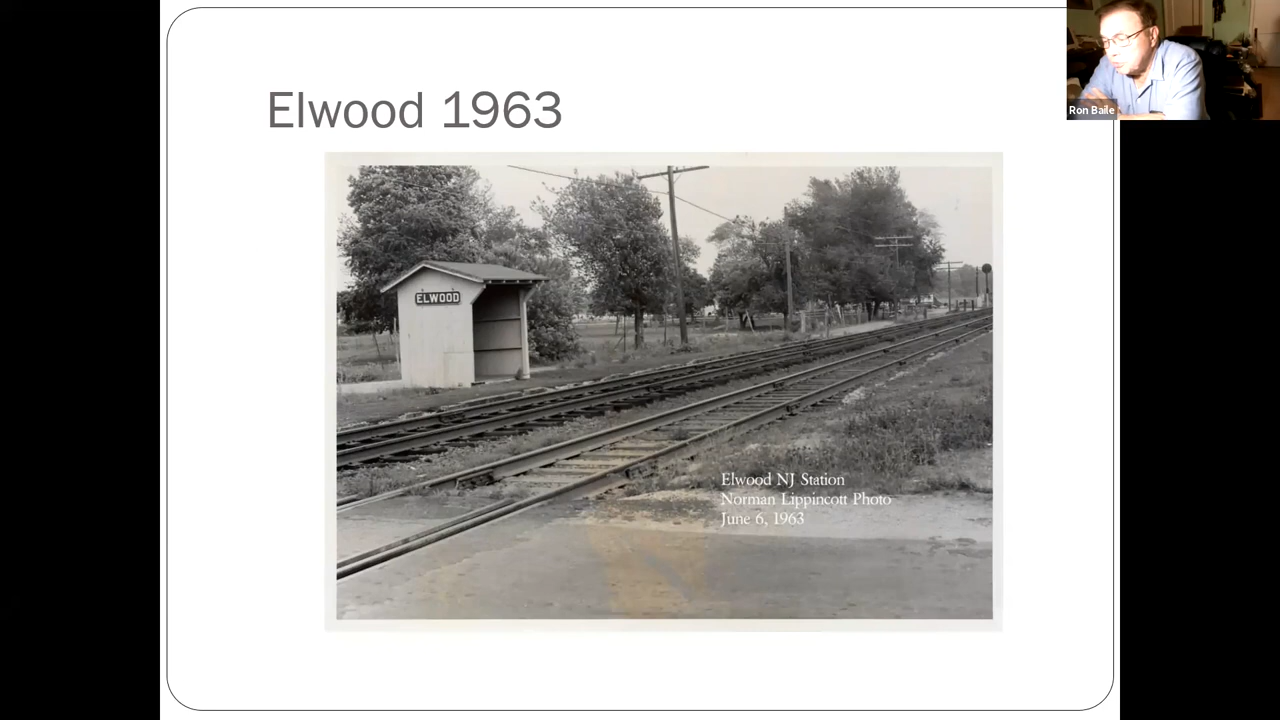 Elwood 1963
Ron Baile
ELWOOD
Elwood NJ Station
Norman Lippincott Photo
June 6, 1963